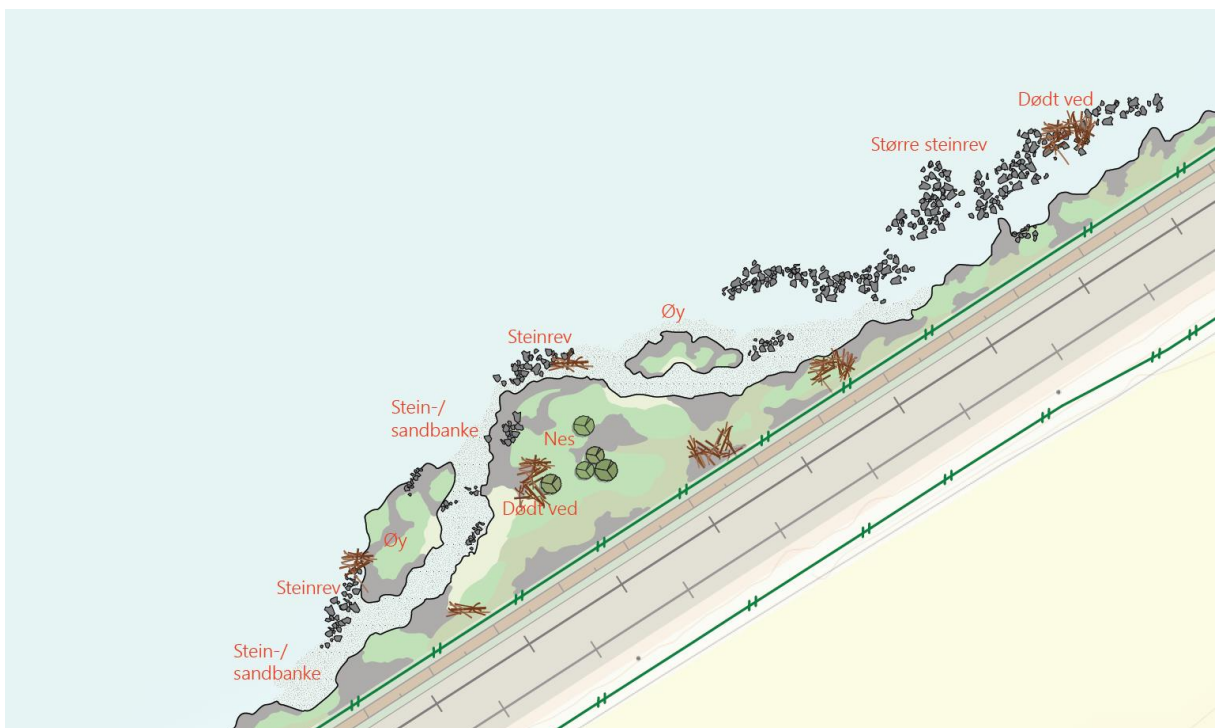 Dødt ved
Større steinrev
Øy
Steinrev
Stein-/
sandbanke
Nes
Dødt ved
Øy
Steinrev
Stein-/
sandbanke